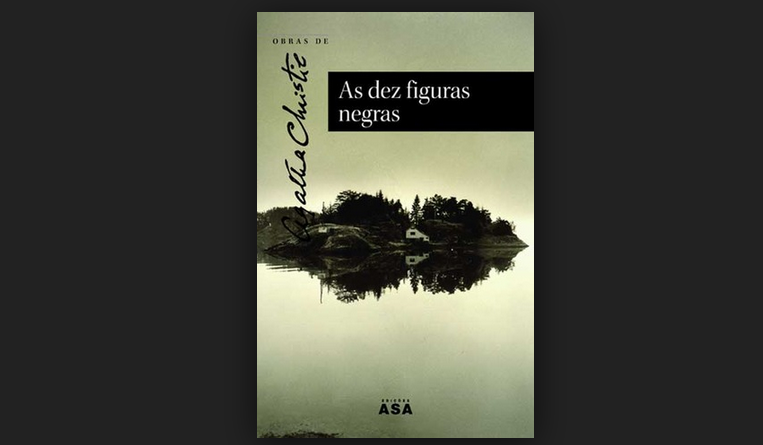 OBRAS DE
Agatha Christie
As dez figuras
negras
EDIÇÕES
ASA